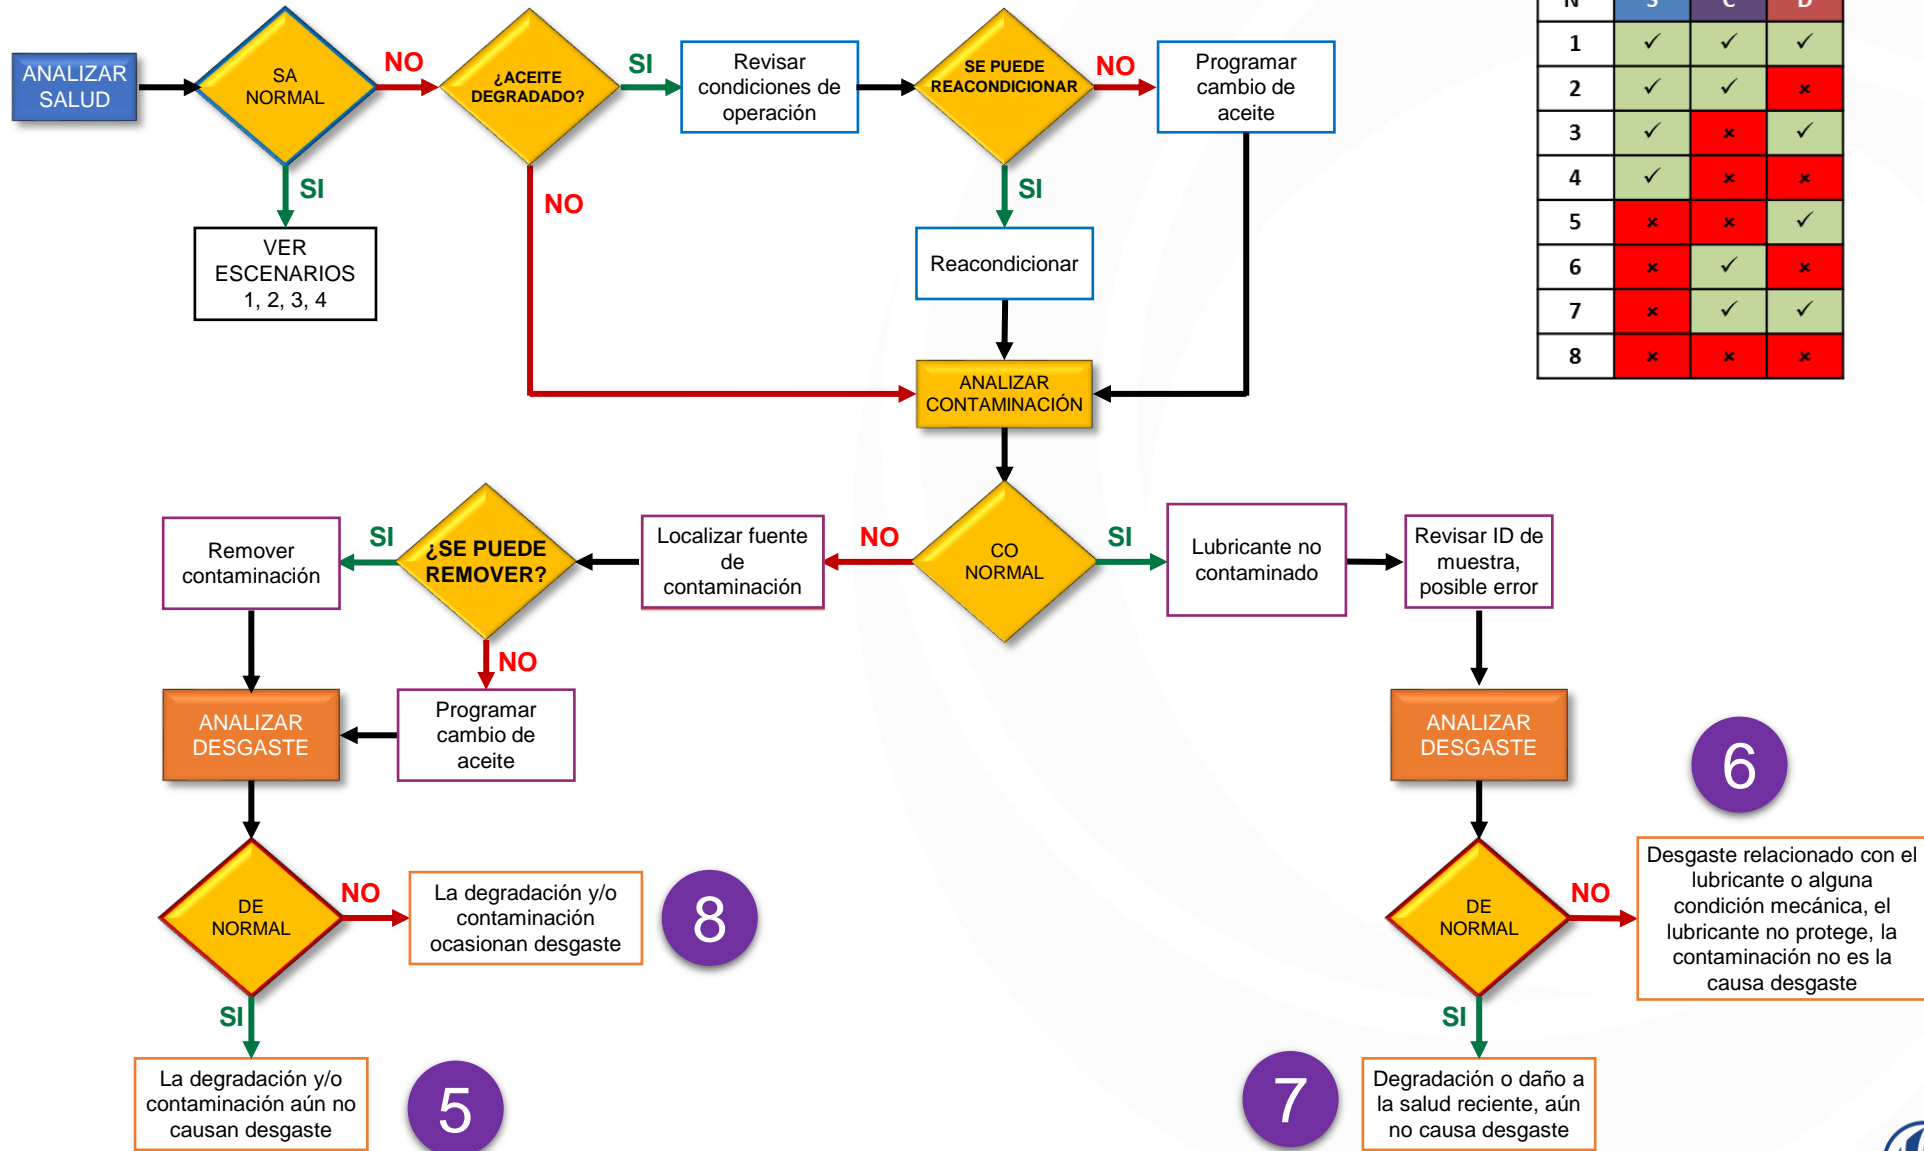 ANALIZAR
SALUD
SA
NORMAL
NO
¿ACEITE
DEGRADADO?
SI
Revisar
condiciones de
operación
SE PUEDE
REACONDICIONAR
NO
Programar
cambio de
aceite
SI
VER
ESCENARIOS
1, 2, 3, 4
NO
SI
Reacondicionar
ANALIZAR
CONTAMINACIÓN
N S C D
1 ✓ ✓ ✓
2 ✓ ✓ ×
3 ✓ × ✓
4 ✓ × ×
5 × × ✓
6 × ✓ ×
7 × ✓ ✓
8 × × ×
Remover
contaminación
SI
¿SE PUEDE
REMOVER?
Localizar fuente
de
contaminación
NO
CO
NORMAL
SI
Lubricante no
contaminado
Revisar ID de
muestra,
posible error
NO
ANALIZAR
DESGASTE
Programar
cambio de
aceite
ANALIZAR
DESGASTE
6
DE
NORMAL
NO
La degradación y/o
contaminación
ocasionan desgaste
8
DE
NORMAL
NO
Desgaste relacionado con el
lubricante o alguna
condición mecánica, el
lubricante no protege, la
contaminación no es la
causa desgaste
SI
La degradación y/o
contaminación aún no
causan desgaste
5
SI
7
Degradación o daño a
la salud reciente, aún
no causa desgaste